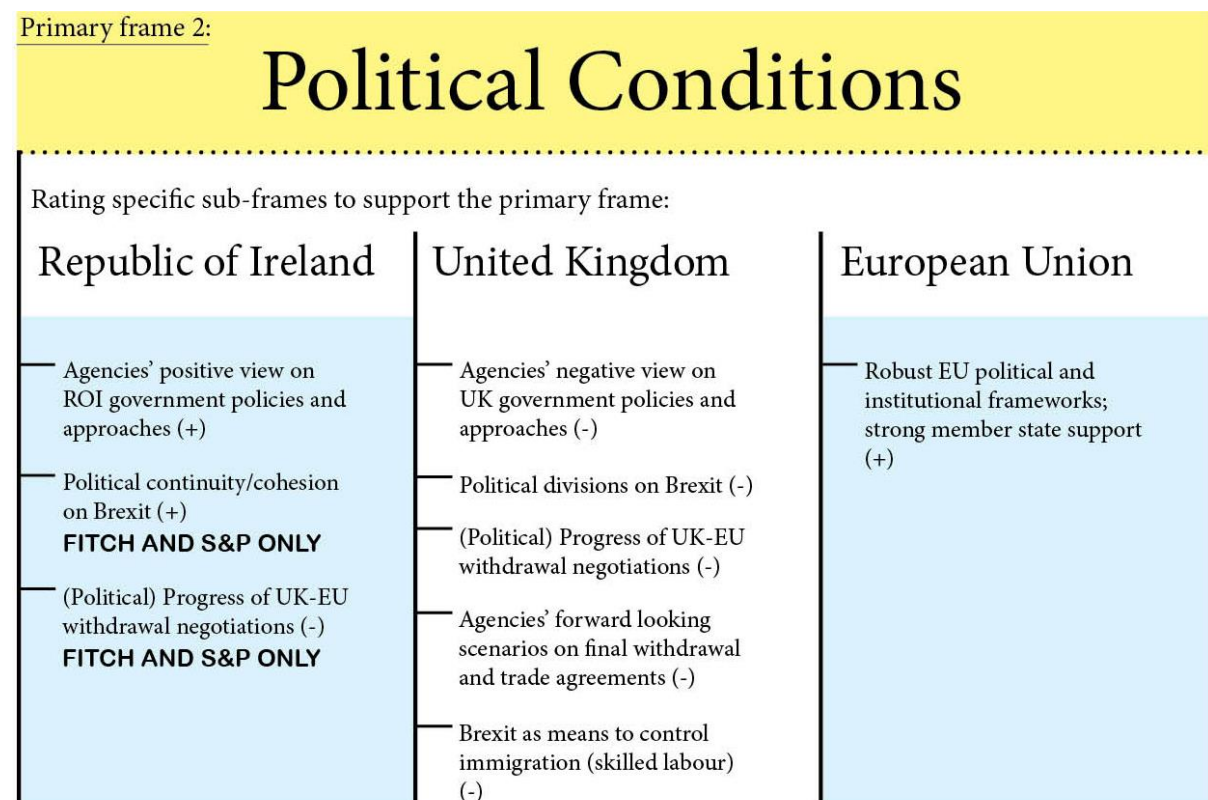 Primary frame 2:
Political Conditions
Rating specific sub-frames to support the primary frame:
Republic of Ireland
Agencies’ positive view on
ROI government policies and
approaches (+)
Political continuity/cohesion
on Brexit (+)
FITCH AND S&P ONLY
(Political) Progress of UK-EU
withdrawal negotiations (-)
FITCH AND S&P ONLY
United Kingdom
Agencies’ negative view on
UK government policies and
approaches (-)
Political divisions on Brexit (-)
(Political) Progress of UK-EU
withdrawal negotiations (-)
Agencies’ forward looking
scenarios on final withdrawal
and trade agreements (-)
Brexit as means to control
immigration (skilled labour)
(-)
European Union
Robust EU political and
institutional frameworks;
strong member state support
(+)